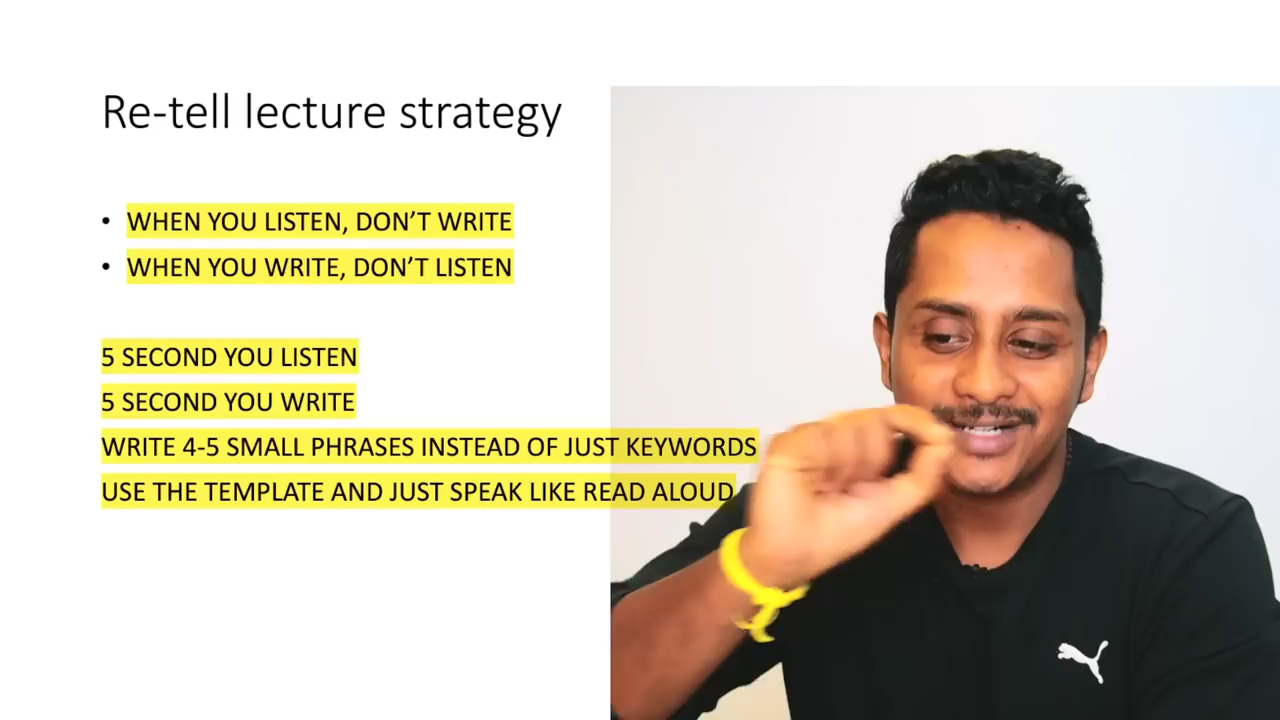 Re-tell lecture strategy
• WHEN YOU LISTEN, DON’T WRITE
• WHEN YOU WRITE, DON’T LISTEN
5 SECOND YOU LISTEN
5 SECOND YOU WRITE
WRITE 4-5 SMALL PHRASES INSTEAD OF JUST KEYWORDS
USE THE TEMPLATE AND JUST SPEAK LIKE READ ALOUD